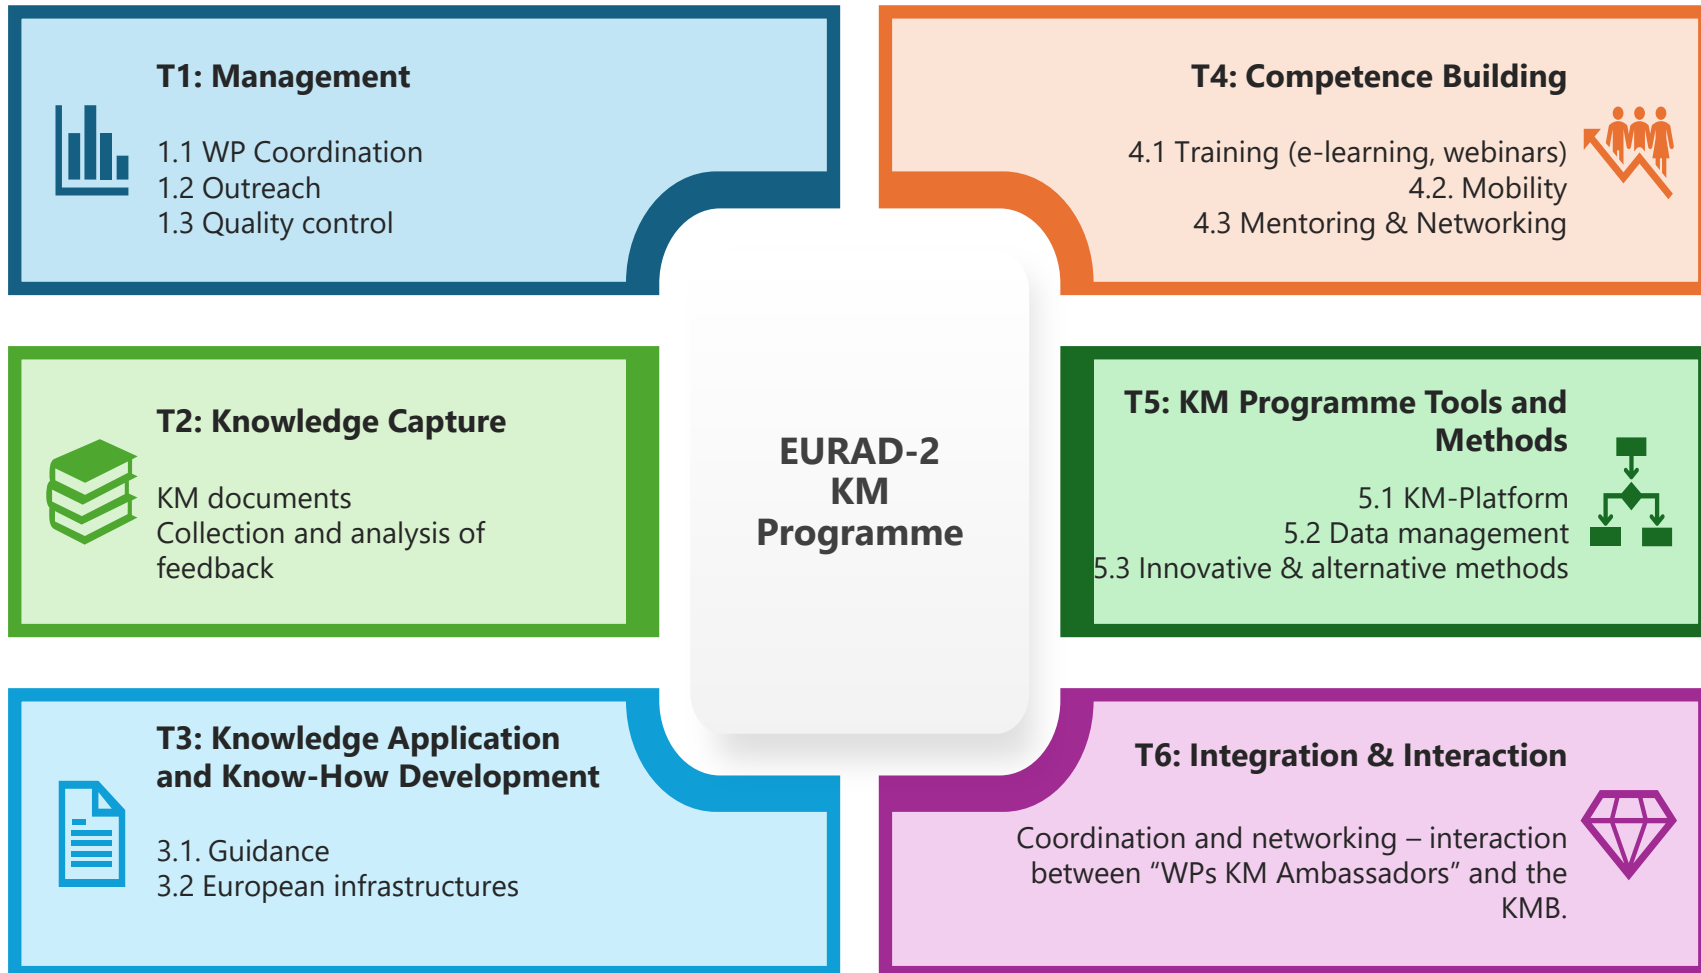 T1: Management
1.1 WP Coordination
1.2 Outreach
1.3 Quality control
T4: Competence Building
4.1 Training (e-learning, webinars)
4.2. Mobility
4.3 Mentoring & Networking
T2: Knowledge Capture
KM documents
Collection and analysis of
feedback
EURAD-2
KM
Programme
T5: KM Programme Tools and
Methods
5.1 KM-Platform
5.2 Data management
5.3 Innovative & alternative methods
T3: Knowledge Application
and Know-How Development
3.1. Guidance
3.2 European infrastructures
T6: Integration & Interaction
Coordination and networking – interaction
between “WPs KM Ambassadors” and the
KMB.